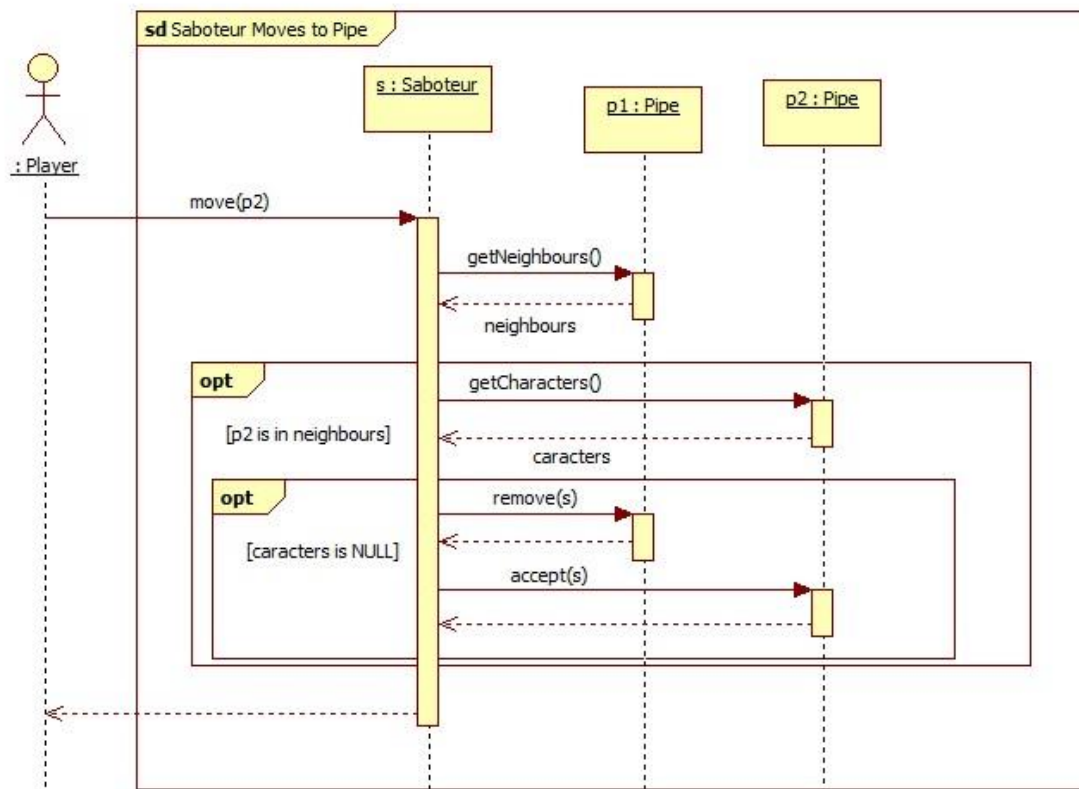 sd Saboteur Moves to Pipe
s : Saboteur
p1 : Pipe
p2 : Pipe
: Player
move(p2)
getNeighbours()
neighbours
opt
getCharacters()
[p2 is in neighbours]
caracters
opt
remove(s)
[caracters is NULL]
accept(s)